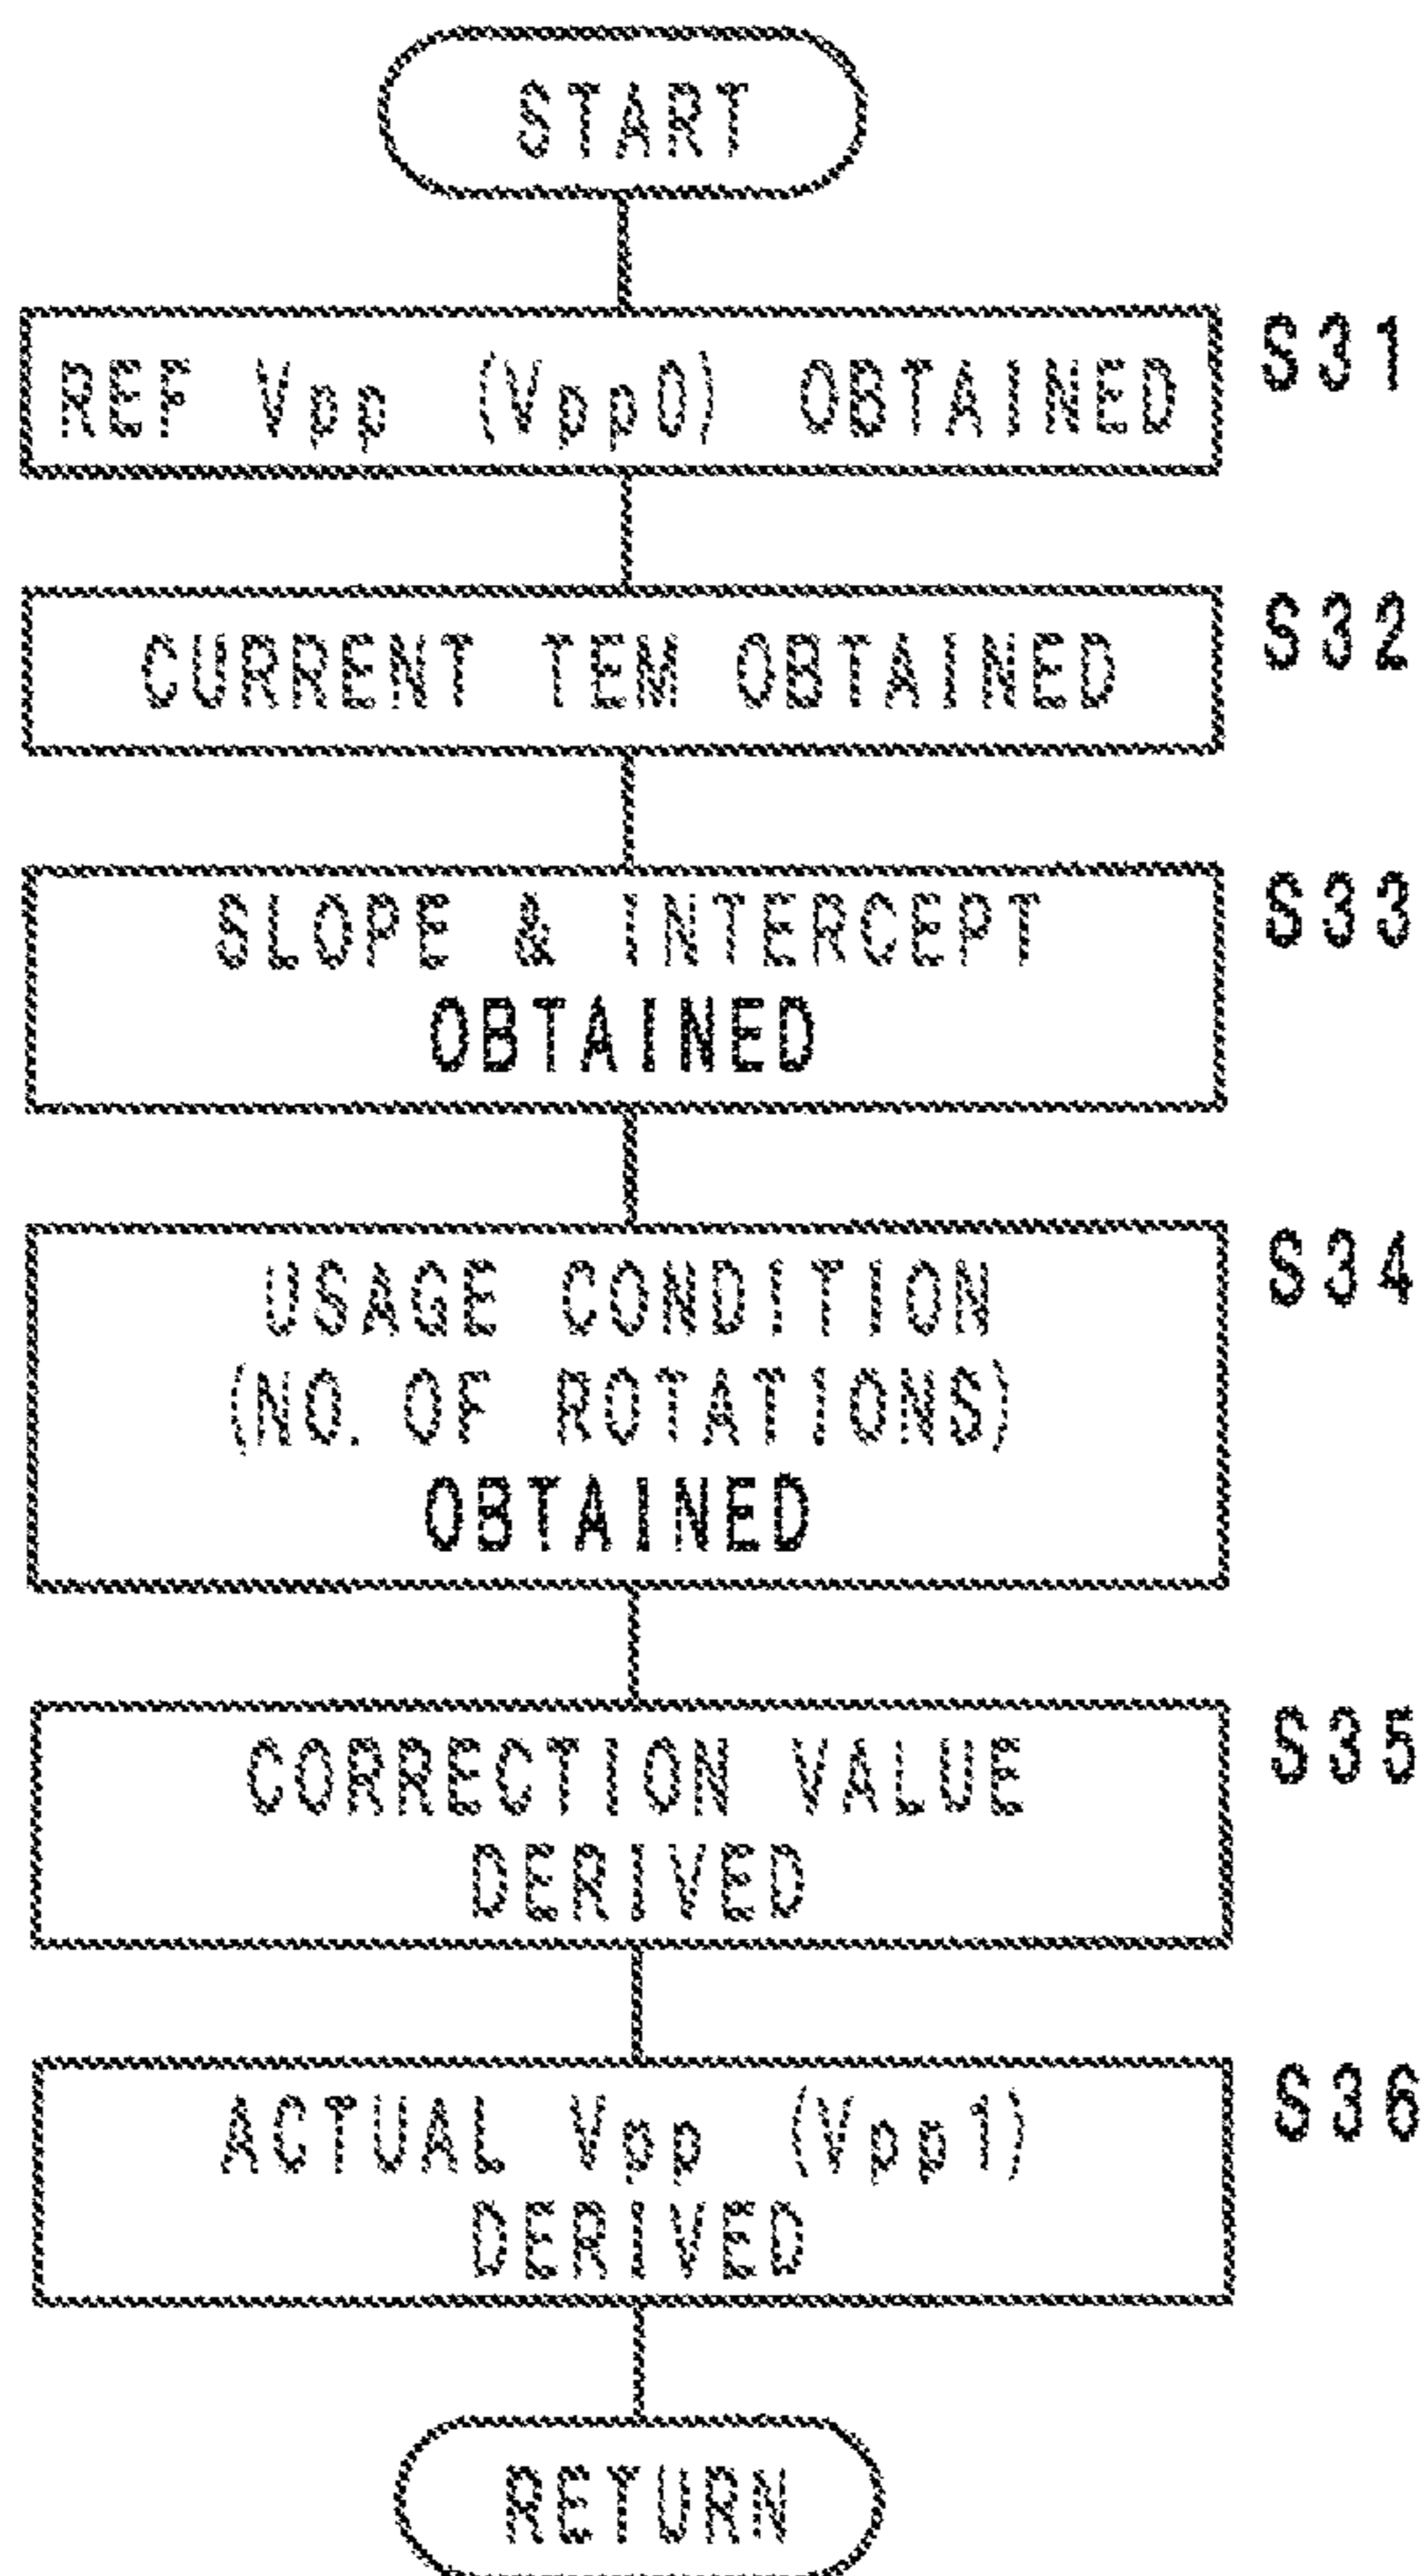 START
REF Vpp (Vpp0) OBTAINED
S31
CURRENT TEM OBTAINED
S32
SLOPE & INTERCEPT
OBTAINED
S33
USAGE CONDITION
(NO. OF ROTATIONS)
OBTAINED
S34
CORRECTION VALUE
DERIVED
S35
ACTUAL Vpp (Vpp1)
DERIVED
S36
RETURN